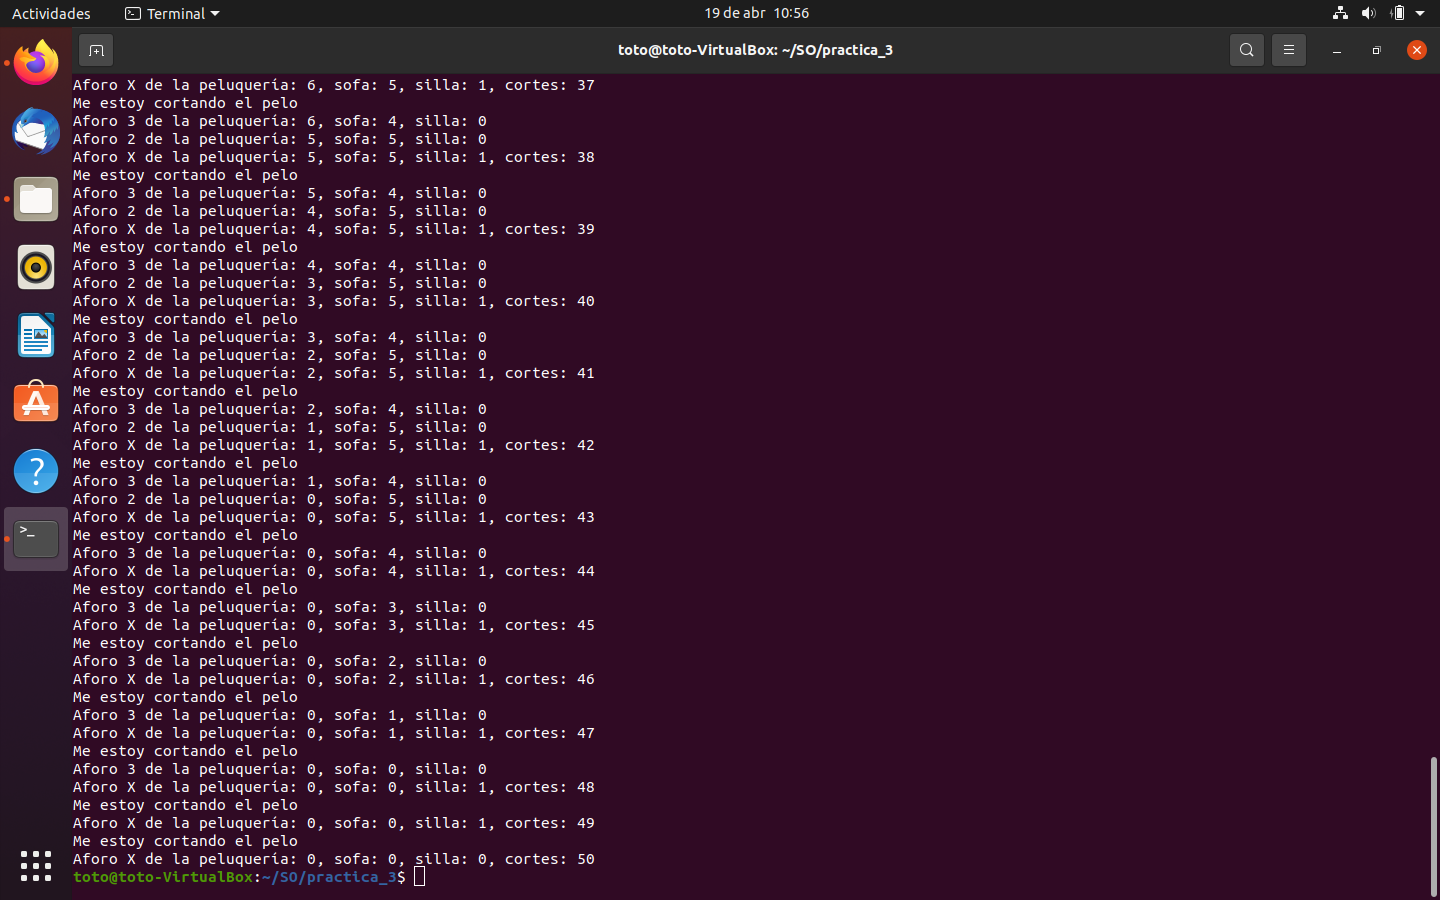 Actividades
Terminal
19 de abr 10:56
toto@toto-VirtualBox: ~/SO/practica_3
Aforo X de la peluquería: 6, sofa: 5, silla: 1, cortes: 37
Me estoy cortando el pelo
Aforo 3 de la peluquería: 6, sofa: 4, silla: 0
Aforo 2 de la peluquería: 5, sofa: 5, silla: 0
Aforo X de la peluquería: 5, sofa: 5, silla: 1, cortes: 38
Me estoy cortando el pelo
Aforo 3 de la peluquería: 5, sofa: 4, silla: 0
Aforo 2 de la peluquería: 4, sofa: 5, silla: 0
Aforo X de la peluquería: 4, sofa: 5, silla: 1, cortes: 39
Me estoy cortando el pelo
Aforo 3 de la peluquería: 4, sofa: 4, silla: 0
Aforo 2 de la peluquería: 3, sofa: 5, silla: 0
Aforo X de la peluquería: 3, sofa: 5, silla: 1, cortes: 40
Me estoy cortando el pelo
Aforo 3 de la peluquería: 3, sofa: 4, silla: 0
Aforo 2 de la peluquería: 2, sofa: 5, silla: 0
Aforo X de la peluquería: 2, sofa: 5, silla: 1, cortes: 41
Me estoy cortando el pelo
Aforo 3 de la peluquería: 2, sofa: 4, silla: 0
Aforo 2 de la peluquería: 1, sofa: 5, silla: 0
Aforo X de la peluquería: 1, sofa: 5, silla: 1, cortes: 42
Me estoy cortando el pelo
Aforo 3 de la peluquería: 1, sofa: 4, silla: 0
Aforo 2 de la peluquería: 0, sofa: 5, silla: 0
Aforo X de la peluquería: 0, sofa: 5, silla: 1, cortes: 43
Me estoy cortando el pelo
Aforo 3 de la peluquería: 0, sofa: 4, silla: 0
Aforo X de la peluquería: 0, sofa: 4, silla: 1, cortes: 44
Me estoy cortando el pelo
Aforo 3 de la peluquería: 0, sofa: 3, silla: 0
Aforo X de la peluquería: 0, sofa: 3, silla: 1, cortes: 45
Me estoy cortando el pelo
Aforo 3 de la peluquería: 0, sofa: 2, silla: 0
Aforo X de la peluquería: 0, sofa: 2, silla: 1, cortes: 46
Me estoy cortando el pelo
Aforo 3 de la peluquería: 0, sofa: 1, silla: 0
Aforo X de la peluquería: 0, sofa: 1, silla: 1, cortes: 47
Me estoy cortando el pelo
Aforo 3 de la peluquería: 0, sofa: 0, silla: 0
Aforo X de la peluquería: 0, sofa: 0, silla: 1, cortes: 48
Me estoy cortando el pelo
Aforo X de la peluquería: 0, sofa: 0, silla: 1, cortes: 49
Me estoy cortando el pelo
Aforo X de la peluquería: 0, sofa: 0, silla: 0, cortes: 50
toto@toto-VirtualBox:~/SO/practica_3$